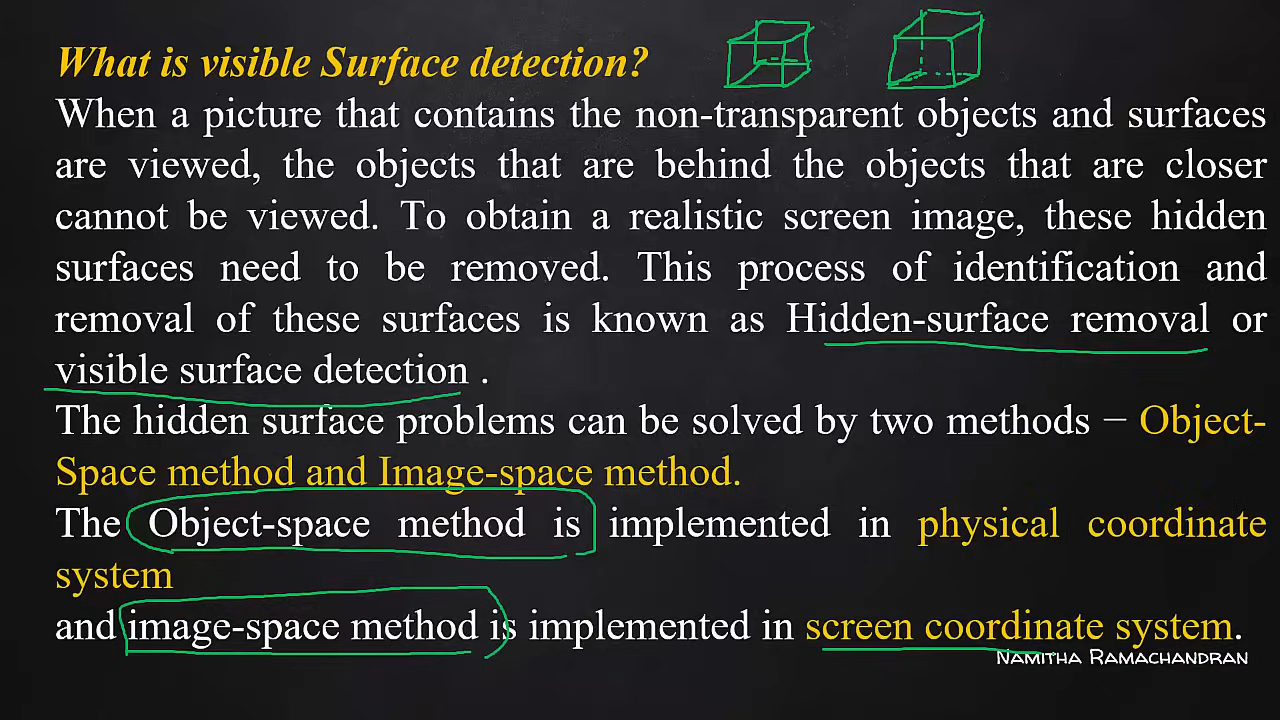 What is visible Surface detection?
When a picture that contains the non-transparent objects and surfaces
are viewed, the objects that are behind the objects that are closer
cannot be viewed. To obtain a realistic screen image, these hidden
surfaces need to be removed. This process of identification and
removal of these surfaces is known as Hidden-surface removal or
visible surface detection .
The hidden surface problems can be solved by two methods − Object-
Space method and Image-space method.
The Object-space method is implemented in physical coordinate
system
and image-space method is implemented in screen coordinate system.
Namitha Ramachandran